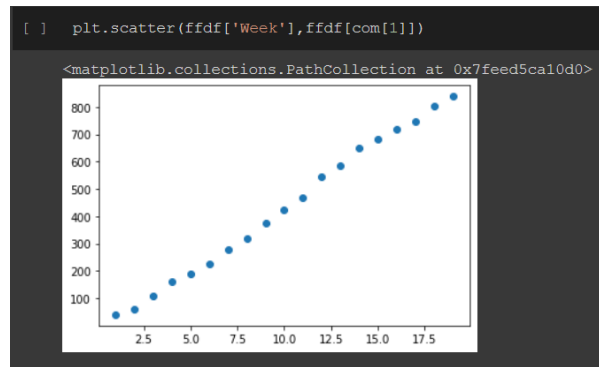 [ ] plt.scatter(ffdf['Week'],ffdf[com[1]])
<matplotlib.collections.PathCollection at 0x7feed5ca10d0>
800
700
600
500
400
300
200
100
2.5 5.0 7.5 10.0 12.5 15.0 17.5